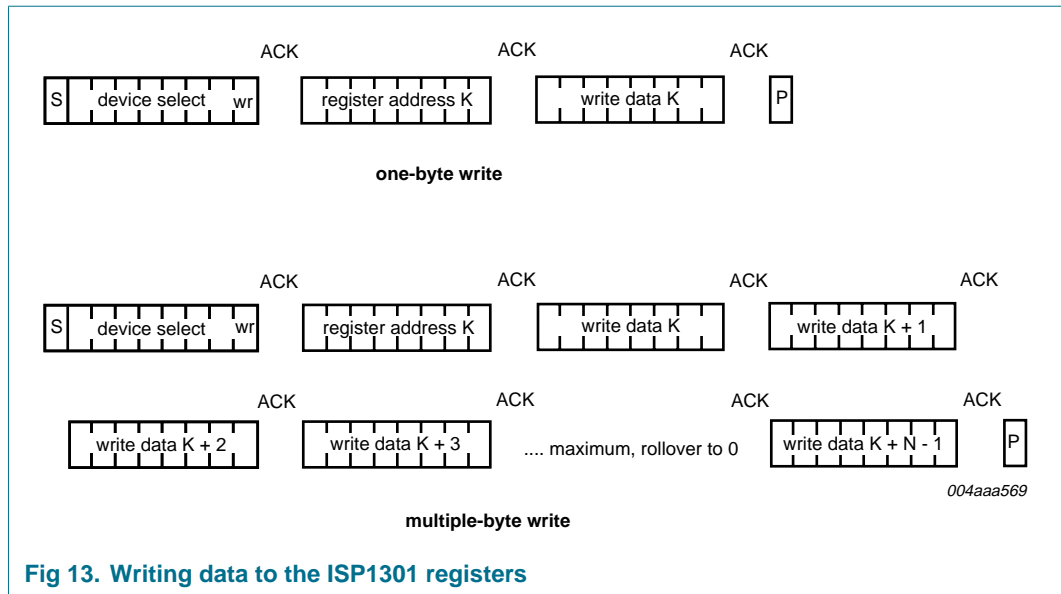 ACK ACK ACK
S device select wr register address K write data K P
one-byte write
ACK ACK ACK ACK
S device select wr register address K write data K write data K + 1
ACK ACK ACK ACK
write data K + 2 write data K + 3 .... maximum, rollover to 0 write data K + N - 1 P
004aaa569
multiple-byte write
Fig 13. Writing data to the ISP1301 registers